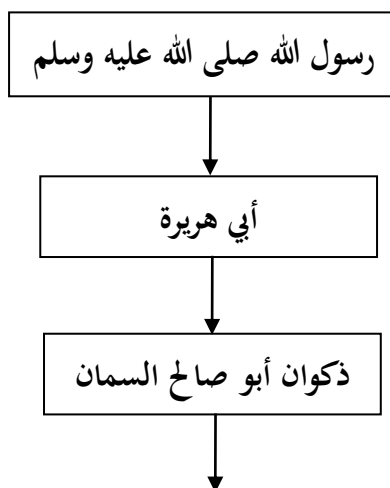 رسول الله صلى الله عليه وسلم
أبي هريرة
ذكوان أبو صالح السمان